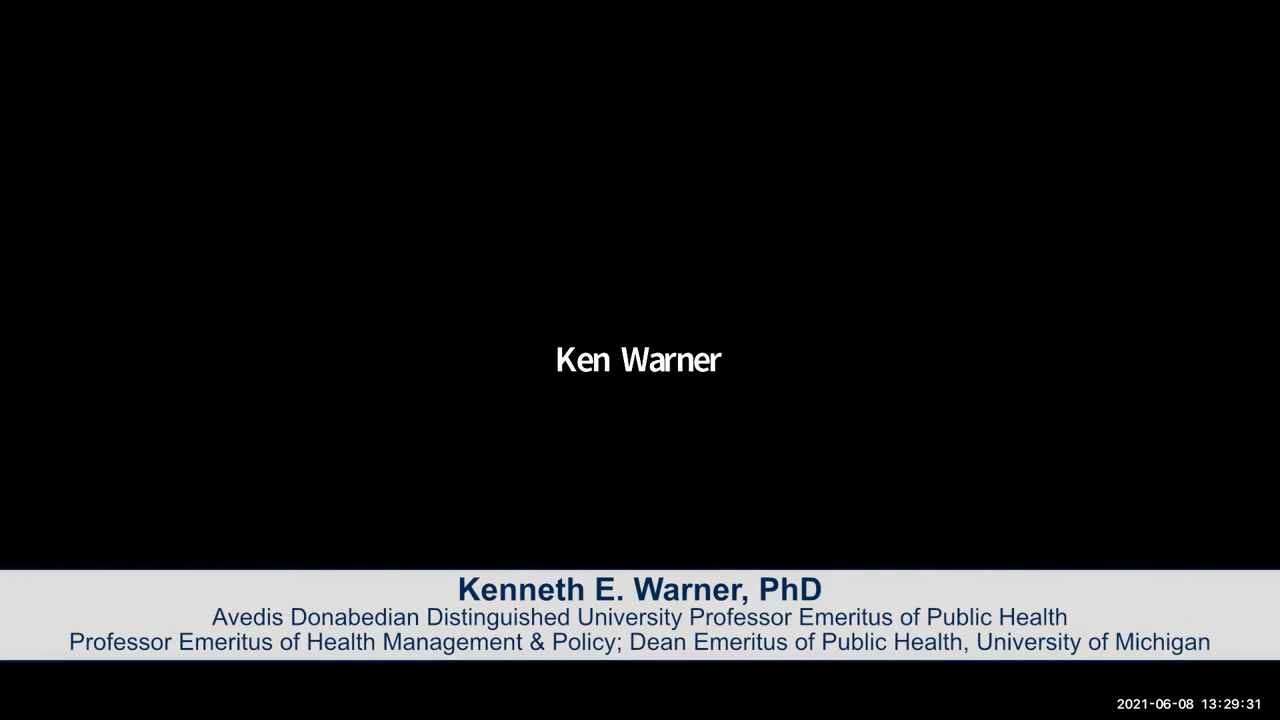 Ken Warner
Kenneth E. Warner, PhD
Avedis Donabedian Distinguished University Professor Emeritus of Public Health
Professor Emeritus of Health Management & Policy; Dean Emeritus of Public Health, University of Michigan
2021-06-08 13:29:31